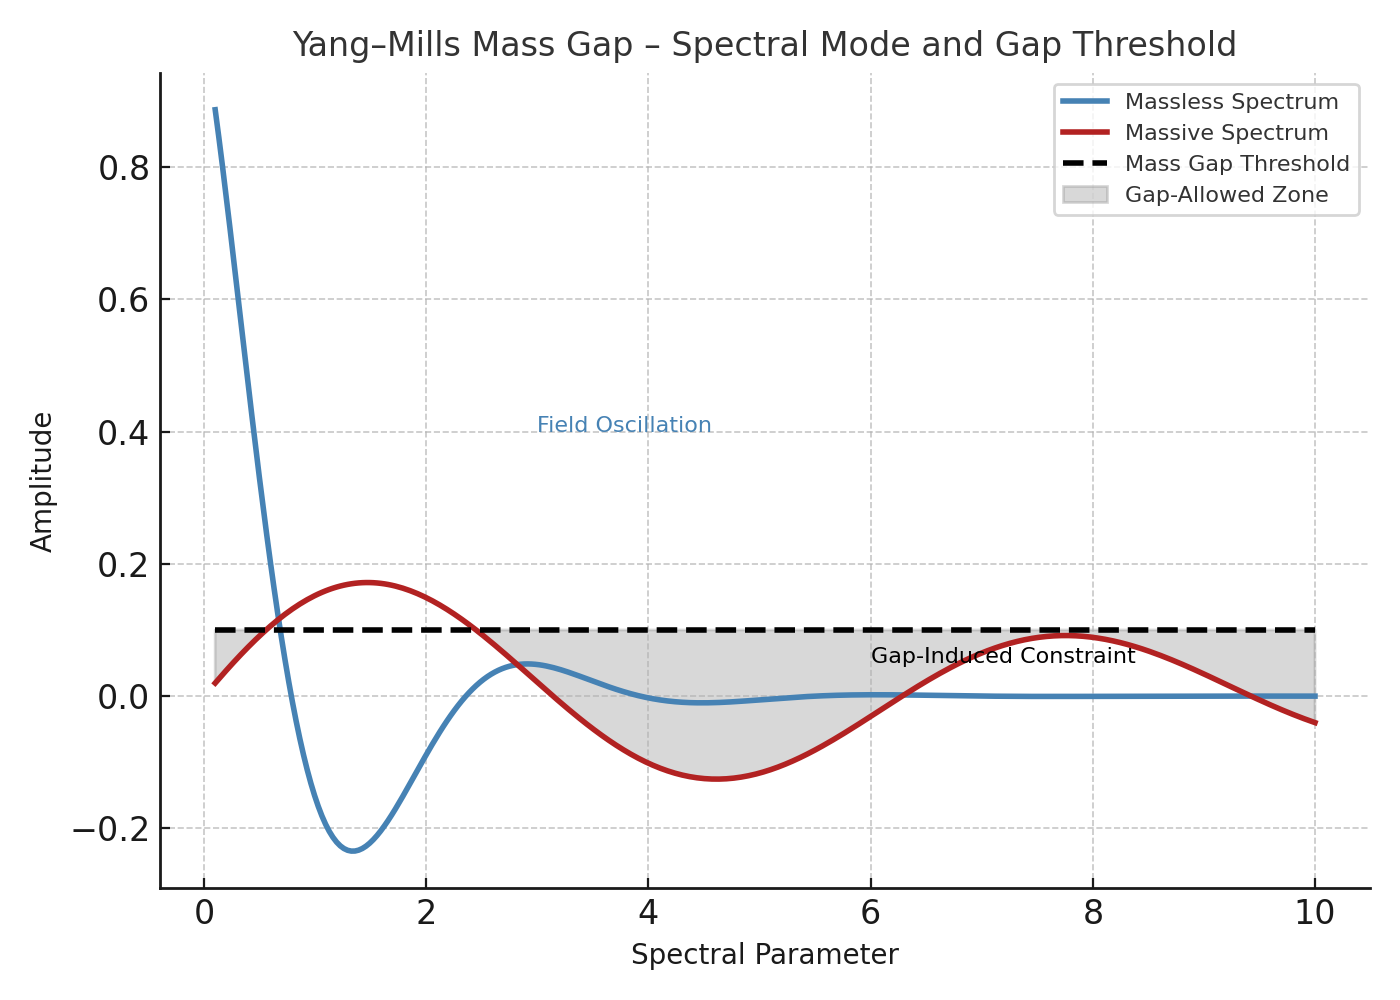 Yang–Mills Mass Gap – Spectral Mode and Gap Threshold
Massless Spectrum
Massive Spectrum
Mass Gap Threshold
Gap-Allowed Zone
0.8
0.6
0.4
0.2
0.0
−0.2
Amplitude
Field Oscillation
Gap-Induced Constraint
0 2 4 6 8 10
Spectral Parameter